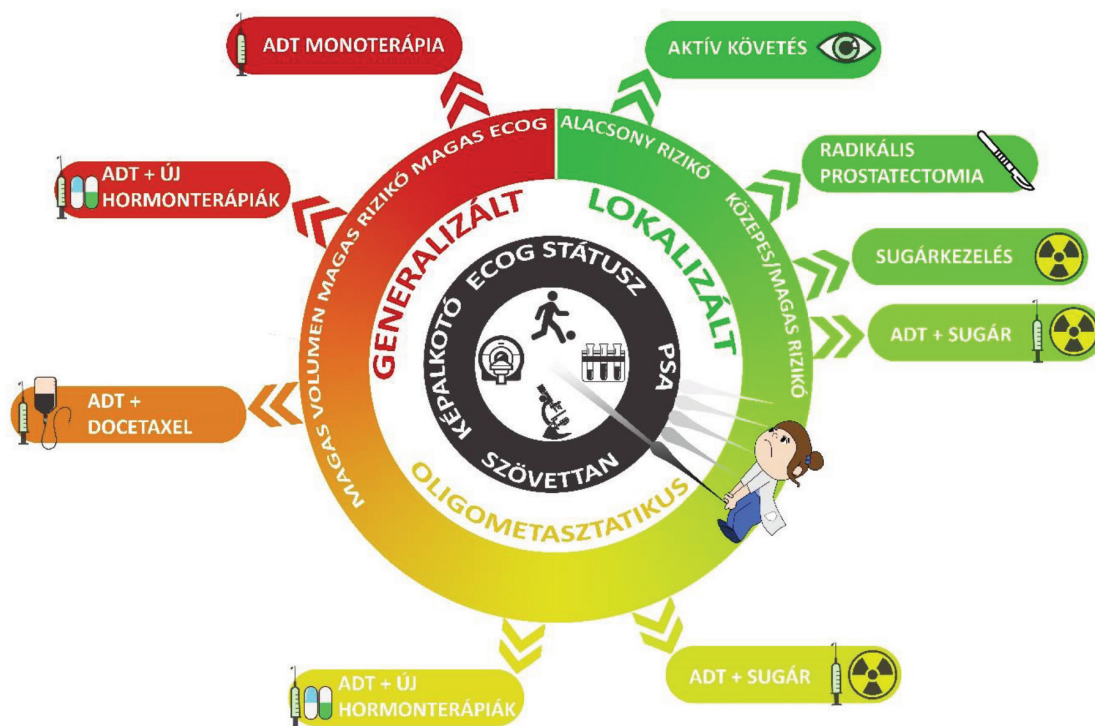 ADT MONOTERÁPIA
AKTÍV KÖVETÉS
ADT + ÚJ
HORMONTERÁPIÁK
RADIKÁLIS
PROSTATECTOMIA
SUGÁRKEZELÉS
ADT + SUGÁR
ADT +
DOCETAXEL
ADT + ÚJ
HORMONTERÁPIÁK
ADT + SUGÁR
MAGAS VOLUMEN MAGAS RIZIKÓ MAGAS ECOG
ALACSONY RIZIKÓ
KÖZEPES/MAGAS RIZIKÓ
GENERALIZÁLT
LOKALIZÁLT
OLIGOMETASZTATIKUS
KÉPALKOTÓ
ECOG STÁTUSZ
PSA
SZÖVETTAN